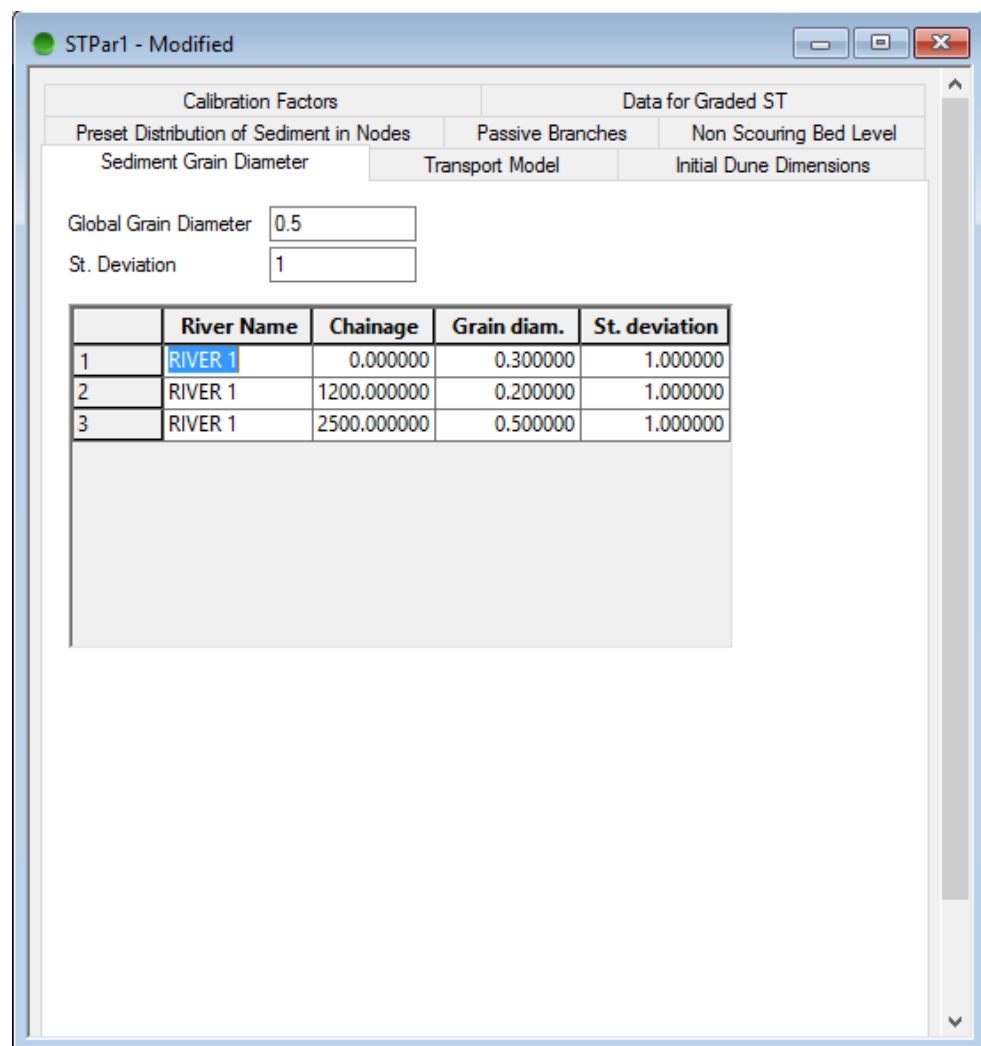 STPar1 - Modified
Calibration Factors Data for Graded ST
Preset Distribution of Sediment in Nodes Passive Branches Non Scouring Bed Level
Sediment Grain Diameter Transport Model Initial Dune Dimensions
Global Grain Diameter 0.5
St. Deviation 1
River Name Chainage Grain diam. St. deviation
1 RIVER 1 0.000000 0.300000 1.000000
2 RIVER 1 1200.000000 0.200000 1.000000
3 RIVER 1 2500.000000 0.500000 1.000000